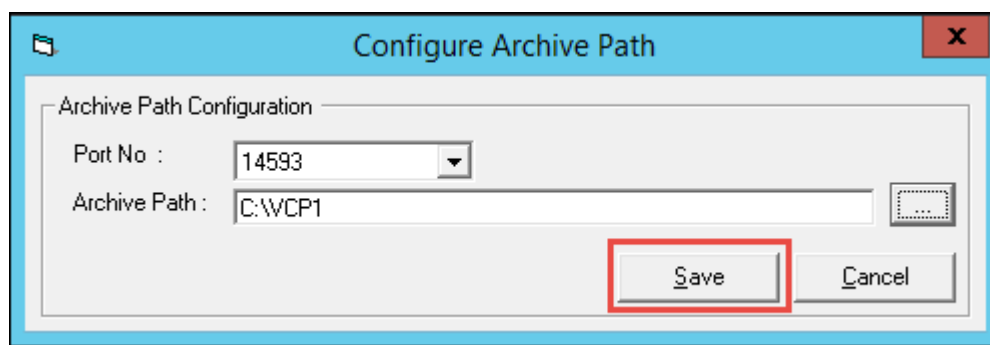 Configure Archive Path
x
Archive Path Configuration
Port No :
14593
Archive Path :
C:\VCP1
...
Save
Cancel